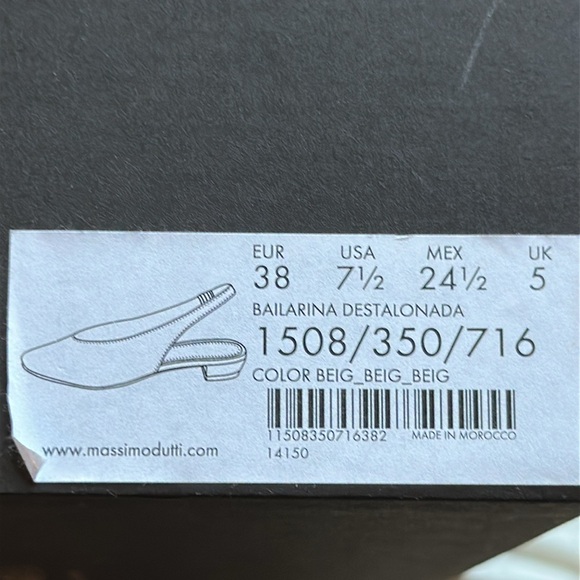 EUR USA MEX UK
38 7½ 24½ 5
BAILARINA DESTALONADA
1508/350/716
COLOR BEIG_BEIG_BEIG
11508350716382 MADE IN MOROCCO
www.massimodutti.com 14150